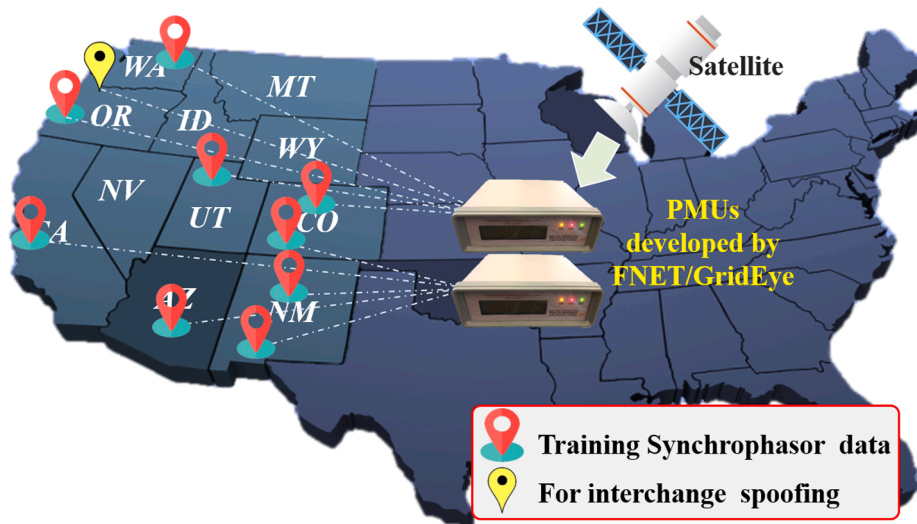 WA
MT
OR
ID
WY
NV
UT
CO
CA
AZ
NM
Satellite
PMUs
developed by
FNET/GridEye
Training Synchrophasor data
For interchange spoofing